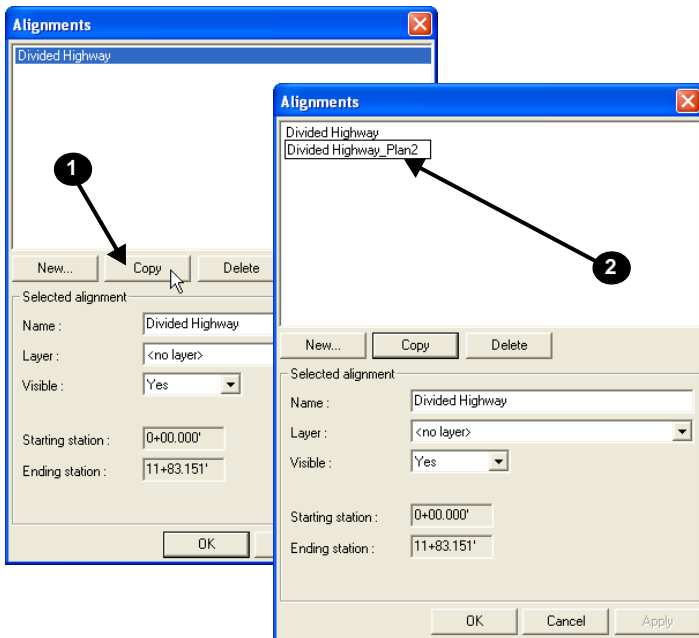 Alignments
Divided Highway
1
New... Copy Delete
Selected alignment
Name : Divided Highway
Layer : <no layer>
Visible : Yes
Starting station : 0+00.000'
Ending station : 11+83.151'
OK
Alignments
Divided Highway
Divided Highway_Plan2
2
New... Copy Delete
Selected alignment
Name : Divided Highway
Layer : <no layer>
Visible : Yes
Starting station : 0+00.000'
Ending station : 11+83.151'
OK Cancel Apply